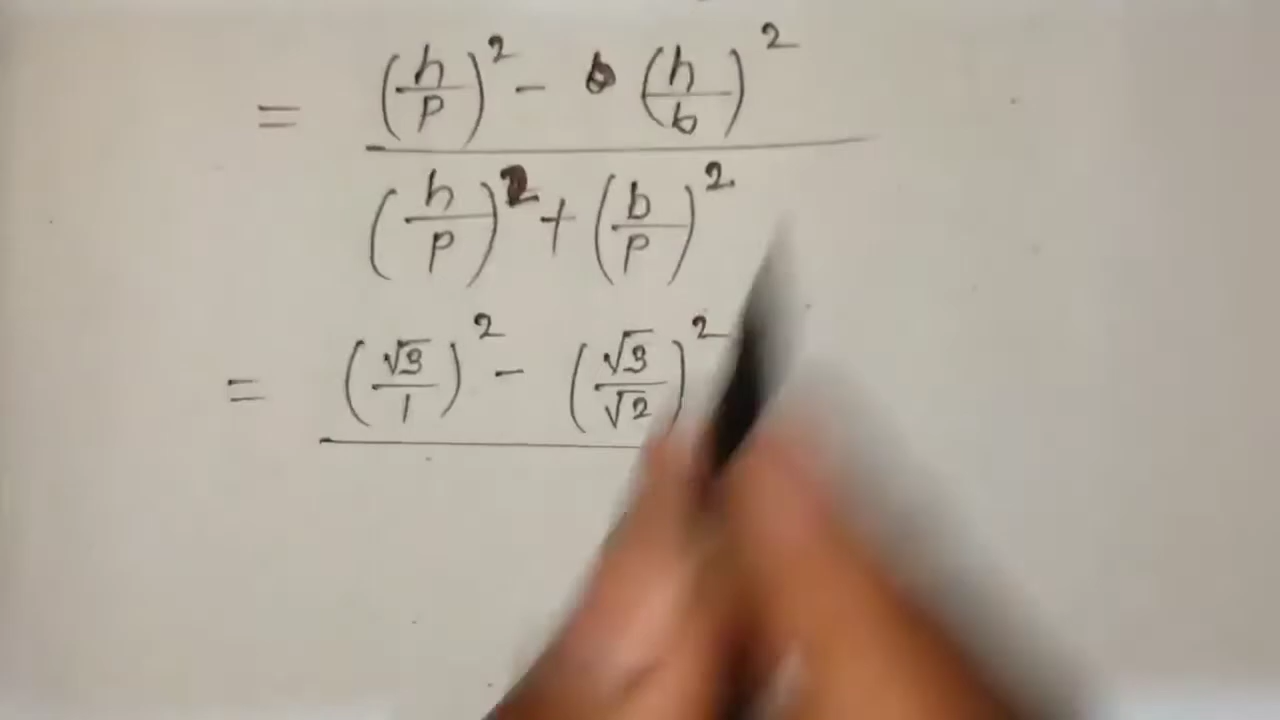 = (h/p)² - (h/b)²
(h/p)² + (b/p)²
= (√3/1)² - (√3/√2)²